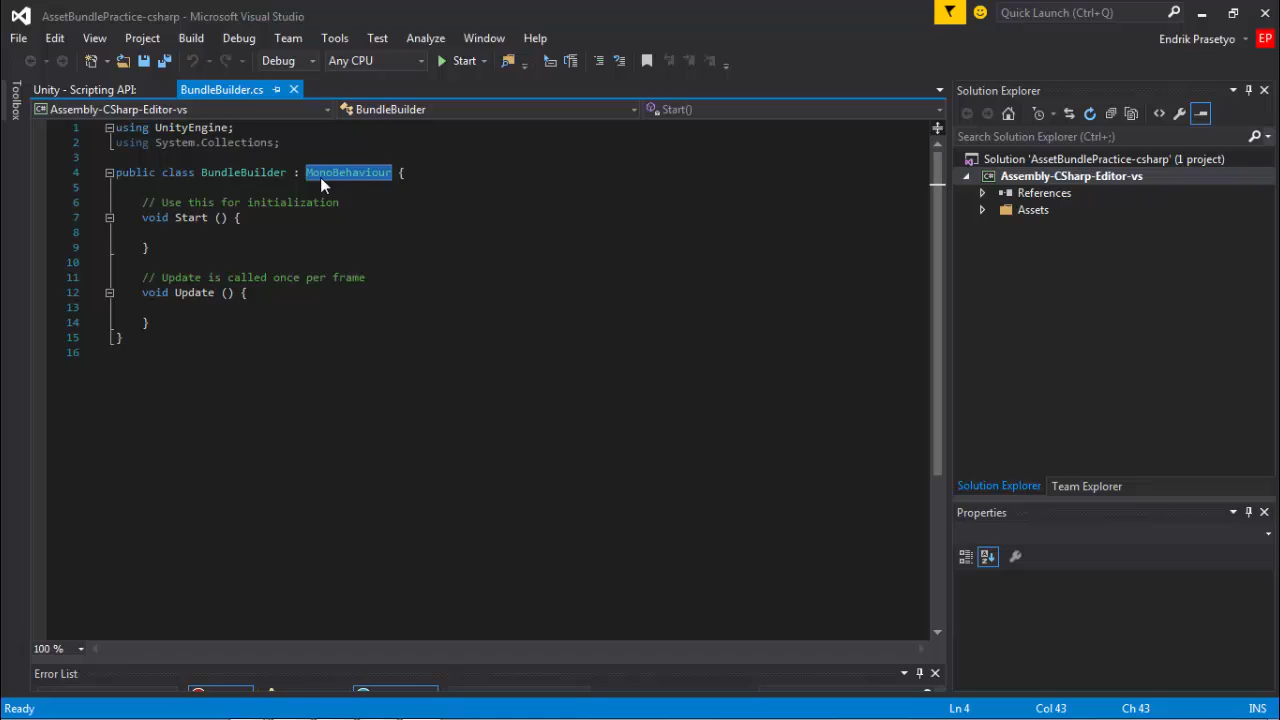 AssetBundlePractice-csharp - Microsoft Visual Studio
Quick Launch (Ctrl+Q)
File Edit View Project Build Debug Team Tools Test Analyze Window Help
Endrik Prasetyo EP
Debug Any CPU Start
Toolbox
Unity - Scripting API: BundleBuilder.cs
Solution Explorer
Assembly-CSharp-Editor-vs BundleBuilder Start()
Search Solution Explorer (Ctrl+;)
Solution 'AssetBundlePractice-csharp' (1 project)
Assembly-CSharp-Editor-vs
References
Assets
1 using UnityEngine;
2 using System.Collections;
3
4 public class BundleBuilder : MonoBehaviour {
5
6 // Use this for initialization
7 void Start () {
8
9 }
10
11 // Update is called once per frame
12 void Update () {
13
14 }
15 }
16
Solution Explorer Team Explorer
Properties
100 %
Error List
Ready Ln 4 Col 43 Ch 43 INS